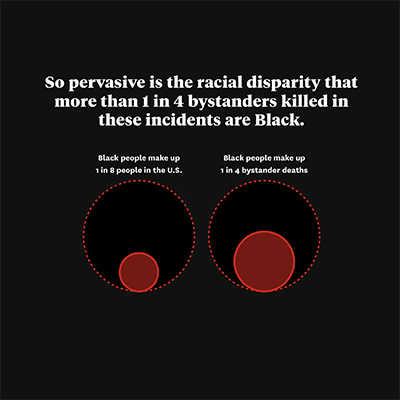 So pervasive is the racial disparity that
more than 1 in 4 bystanders killed in
these incidents are Black.
Black people make up
1 in 8 people in the U.S.
Black people make up
1 in 4 bystander deaths